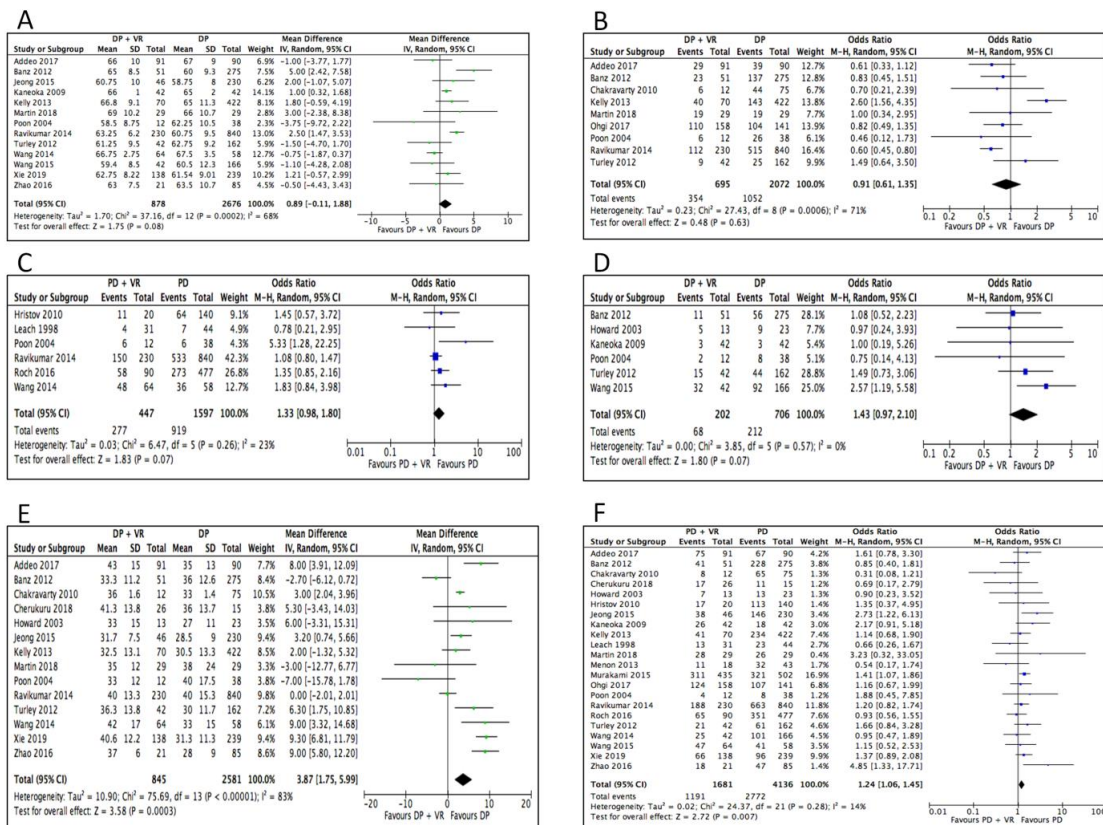 A
DP + VR DP Mean Difference Mean Difference
Study or Subgroup Mean SD Total Mean SD Total Weight IV, Random, 95% CI IV, Random, 95% CI
Addeo 2017 66 10 91 67 9 90 6.9% -1.00 [-3.77, 1.77]
Banz 2012 65 8.5 51 60 9.3 275 7.5% 5.00 [2.42, 7.58]
Jeong 2015 60.75 10 46 58.75 8 230 6.2% 2.00 [-1.07, 5.07]
Kaneoka 2009 66 1 42 65 2 42 14.7% 1.00 [0.32, 1.68]
Kelly 2013 66.8 9.1 70 65 11.3 422 8.1% 1.80 [-0.59, 4.19]
Martin 2018 69 10.2 29 66 10.7 29 3.0% 3.00 [-2.38, 8.38]
Poon 2004 58.5 8.75 12 62.25 10.5 38 2.6% -3.75 [-9.72, 2.22]
Ravikumar 2014 63.25 6.2 230 60.75 9.5 840 13.4% 2.50 [1.47, 3.53]
Turley 2012 61.25 9.5 42 62.75 9.2 162 5.9% -1.50 [-4.70, 1.70]
Wang 2014 66.75 2.75 64 67.5 3.5 58 13.0% -0.75 [-1.87, 0.37]
Wang 2015 59.4 8.5 42 60.5 12.3 166 5.9% -1.10 [-4.28, 2.08]
Xie 2019 62.75 8.22 138 61.54 9.01 239 9.9% 1.21 [-0.57, 2.99]
Zhao 2016 63 7.5 21 63.5 10.7 85 4.7% -0.50 [-4.43, 3.43]
Total (95% CI) 878 2676 100.0% 0.89 [-0.11, 1.88]
Heterogeneity: Tau² = 1.70; Chi² = 37.16, df = 12 (P = 0.0002); I² = 68%
Test for overall effect: Z = 1.75 (P = 0.08)
-10 -5 0 5 10
Favours DP + VR Favours DP
B
DP + VR DP Odds Ratio Odds Ratio
Study or Subgroup Events Total Events Total Weight M-H, Random, 95% CI M-H, Random, 95% CI
Addeo 2017 29 91 39 90 12.7% 0.61 [0.33, 1.12]
Banz 2012 23 51 137 275 12.7% 0.83 [0.45, 1.51]
Chakravarty 2010 6 12 44 75 6.6% 0.70 [0.21, 2.39]
Kelly 2013 40 70 143 422 13.9% 2.60 [1.56, 4.35]
Martin 2018 19 29 19 29 7.6% 1.00 [0.34, 2.95]
Ohgi 2017 110 158 104 141 14.0% 0.82 [0.49, 1.35]
Poon 2004 6 12 26 38 5.9% 0.46 [0.12, 1.73]
Ravikumar 2014 112 230 515 840 16.8% 0.60 [0.45, 0.80]
Turley 2012 9 42 25 162 9.8% 1.49 [0.64, 3.50]
Total (95% CI) 695 2072 100.0% 0.91 [0.61, 1.35]
Total events 354 1052
Heterogeneity: Tau² = 0.23; Chi² = 27.43, df = 8 (P = 0.0006); I² = 71%
Test for overall effect: Z = 0.48 (P = 0.63)
0.1 0.2 0.5 1 2 5 10
Favours DP + VR Favours DP
C
PD + VR PD Odds Ratio Odds Ratio
Study or Subgroup Events Total Events Total Weight M-H, Random, 95% CI M-H, Random, 95% CI
Hristov 2010 11 20 64 140 9.1% 1.45 [0.57, 3.72]
Leach 1998 4 31 7 44 5.0% 0.78 [0.21, 2.95]
Poon 2004 6 12 6 38 4.2% 5.33 [1.28, 22.25]
Ravikumar 2014 150 230 533 840 42.3% 1.08 [0.80, 1.47]
Roch 2016 58 90 273 477 26.8% 1.35 [0.85, 2.16]
Wang 2014 48 64 36 58 12.7% 1.83 [0.84, 3.98]
Total (95% CI) 447 1597 100.0% 1.33 [0.98, 1.80]
Total events 277 919
Heterogeneity: Tau² = 0.03; Chi² = 6.47, df = 5 (P = 0.26); I² = 23%
Test for overall effect: Z = 1.83 (P = 0.07)
0.01 0.1 1 10 100
Favours PD + VR Favours PD
D
DP + VR DP Odds Ratio Odds Ratio
Study or Subgroup Events Total Events Total Weight M-H, Random, 95% CI M-H, Random, 95% CI
Banz 2012 11 51 56 275 28.1% 1.08 [0.52, 2.23]
Howard 2003 5 13 9 23 7.6% 0.97 [0.24, 3.93]
Kaneoka 2009 3 42 3 42 5.4% 1.00 [0.19, 5.26]
Poon 2004 2 12 8 38 5.2% 0.75 [0.14, 4.13]
Turley 2012 15 42 44 162 28.8% 1.49 [0.73, 3.06]
Wang 2015 32 42 92 166 25.0% 2.57 [1.19, 5.58]
Total (95% CI) 202 706 100.0% 1.43 [0.97, 2.10]
Total events 68 212
Heterogeneity: Tau² = 0.00; Chi² = 3.85, df = 5 (P = 0.57); I² = 0%
Test for overall effect: Z = 1.80 (P = 0.07)
0.1 0.2 0.5 1 2 5 10
Favours DP + VR Favours DP
E
DP + VR DP Mean Difference Mean Difference
Study or Subgroup Mean SD Total Mean SD Total Weight IV, Random, 95% CI IV, Random, 95% CI
Addeo 2017 43 15 91 35 13 90 7.6% 8.00 [3.91, 12.09]
Banz 2012 33.3 11.2 51 36 12.6 275 8.3% -2.70 [-6.12, 0.72]
Chakravarty 2010 36 1.6 12 33 1.4 75 10.6% 3.00 [2.04, 3.96]
Cherukuru 2018 41.3 13.8 26 36 13.7 15 3.8% 5.30 [-3.43, 14.03]
Howard 2003 33 15 13 27 11 23 3.5% 6.00 [-3.31, 15.31]
Jeong 2015 31.7 7.5 46 28.5 9 230 9.3% 3.20 [0.74, 5.66]
Kelly 2013 32.5 13.1 70 30.5 13.3 422 8.4% 2.00 [-1.32, 5.32]
Martin 2018 35 12 29 38 24 29 3.3% -3.00 [-12.77, 6.77]
Poon 2004 33 12 12 40 17.5 38 3.8% -7.00 [-15.78, 1.78]
Ravikumar 2014 40 13.3 230 40 15.3 840 9.7% 0.00 [-2.01, 2.01]
Turley 2012 36.3 13.8 42 30 11.7 162 7.1% 6.30 [1.75, 10.85]
Wang 2014 42 17 64 33 15 58 6.1% 9.00 [3.32, 14.68]
Xie 2019 40.6 12.2 138 31.3 11.3 239 9.3% 9.30 [6.81, 11.79]
Zhao 2016 37 6 21 28 9 85 8.6% 9.00 [5.80, 12.20]
Total (95% CI) 845 2581 100.0% 3.87 [1.75, 5.99]
Heterogeneity: Tau² = 10.90; Chi² = 75.69, df = 13 (P < 0.00001); I² = 83%
Test for overall effect: Z = 3.58 (P = 0.0003)
-20 -10 0 10 20
Favours DP + VR Favours DP
F
PD + VR PD Odds Ratio Odds Ratio
Study or Subgroup Events Total Events Total Weight M-H, Random, 95% CI M-H, Random, 95% CI
Addeo 2017 75 91 67 90 4.2% 1.61 [0.78, 3.30]
Banz 2012 41 51 228 275 4.0% 0.85 [0.40, 1.81]
Chakravarty 2010 8 12 65 75 1.3% 0.31 [0.08, 1.21]
Cherukuru 2018 17 26 11 15 1.2% 0.69 [0.17, 2.79]
Howard 2003 7 13 13 23 1.3% 0.90 [0.23, 3.52]
Hristov 2010 17 20 113 140 1.4% 1.35 [0.37, 4.95]
Jeong 2015 38 46 146 230 3.5% 2.73 [1.22, 6.13]
Kaneoka 2009 26 42 18 42 2.9% 2.17 [0.91, 5.18]
Kelly 2013 41 70 234 422 7.6% 1.14 [0.68, 1.90]
Leach 1998 13 31 23 44 2.5% 0.66 [0.26, 1.67]
Martin 2018 28 29 26 29 0.5% 3.23 [0.32, 33.05]
Menon 2013 11 18 32 43 1.7% 0.54 [0.17, 1.74]
Murakami 2015 311 435 321 502 18.2% 1.41 [1.07, 1.86]
Ohgi 2017 124 158 107 141 6.8% 1.16 [0.67, 1.99]
Poon 2004 4 12 8 38 1.2% 1.88 [0.45, 7.85]
Ravikumar 2014 188 230 663 840 12.8% 1.20 [0.82, 1.74]
Roch 2016 65 90 351 477 8.0% 0.93 [0.56, 1.55]
Turley 2012 21 42 61 162 4.6% 1.66 [0.84, 3.28]
Wang 2014 25 42 101 166 4.4% 0.95 [0.47, 1.89]
Wang 2015 47 64 41 58 3.6% 1.15 [0.52, 2.53]
Xie 2019 66 138 96 239 10.3% 1.37 [0.89, 2.08]
Zhao 2016 18 21 47 85 1.4% 4.85 [1.33, 17.71]
Total (95% CI) 1681 4136 100.0% 1.24 [1.06, 1.45]
Total events 1191 2772
Heterogeneity: Tau² = 0.02; Chi² = 24.37, df = 21 (P = 0.28); I² = 14%
Test for overall effect: Z = 2.72 (P = 0.007)
0.01 0.1 1 10 100
Favours PD + VR Favours PD